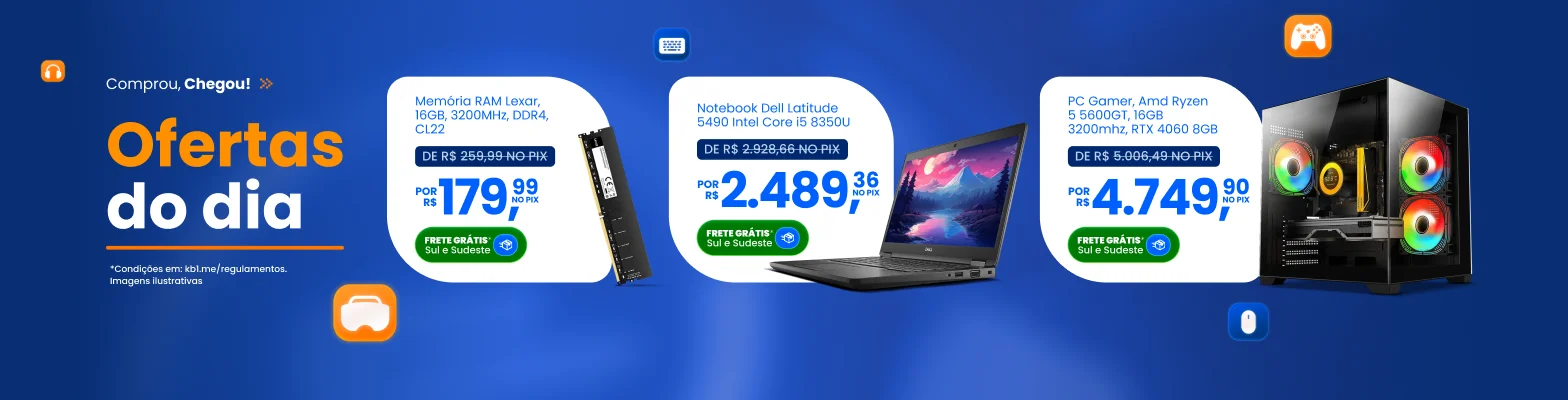 Comprou, Chegou!
Ofertas
do dia
*Condições em: kb1.me/regulamentos.
Imagens ilustrativas
Memória RAM Lexar,
16GB, 3200MHz, DDR4,
CL22
DE R$ 259,99 NO PIX
POR R$ 179,99 NO PIX
FRETE GRÁTIS*
Sul e Sudeste
Notebook Dell Latitude
5490 Intel Core i5 8350U
DE R$ 2.928,66 NO PIX
POR R$ 2.489,36 NO PIX
FRETE GRÁTIS*
Sul e Sudeste
DELL
PC Gamer, Amd Ryzen
5 5600GT, 16GB
3200mhz, RTX 4060 8GB
DE R$ 5.006,49 NO PIX
POR R$ 4.749,90 NO PIX
FRETE GRÁTIS*
Sul e Sudeste